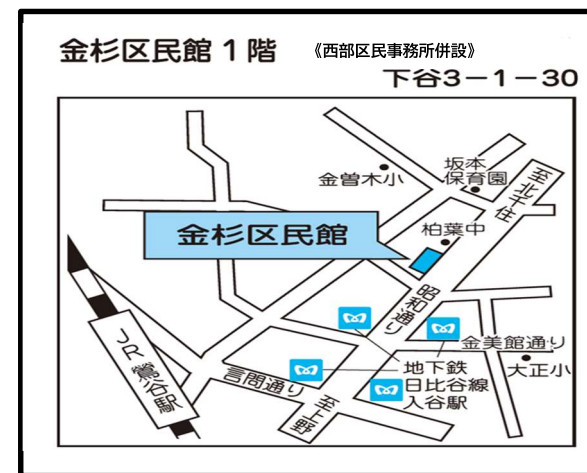 金杉区民館 1階 《西部区民事務所併設》
下谷3-1-30
坂本
保育園
金曽木小
至北千住
柏葉中
金杉区民館
昭和通り
金美館通り
大正小
地下鉄
日比谷線
入谷駅
言問通り
至上野
JR鶯谷駅